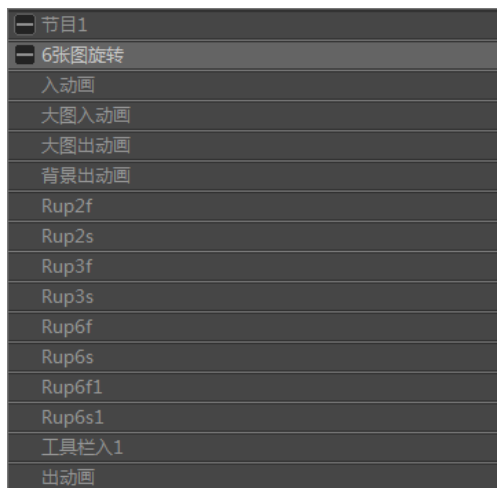 节目1
6张图旋转
入动画
大图入动画
大图出动画
背景出动画
Rup2f
Rup2s
Rup3f
Rup3s
Rup6f
Rup6s
Rup6f1
Rup6s1
工具栏入1
出动画